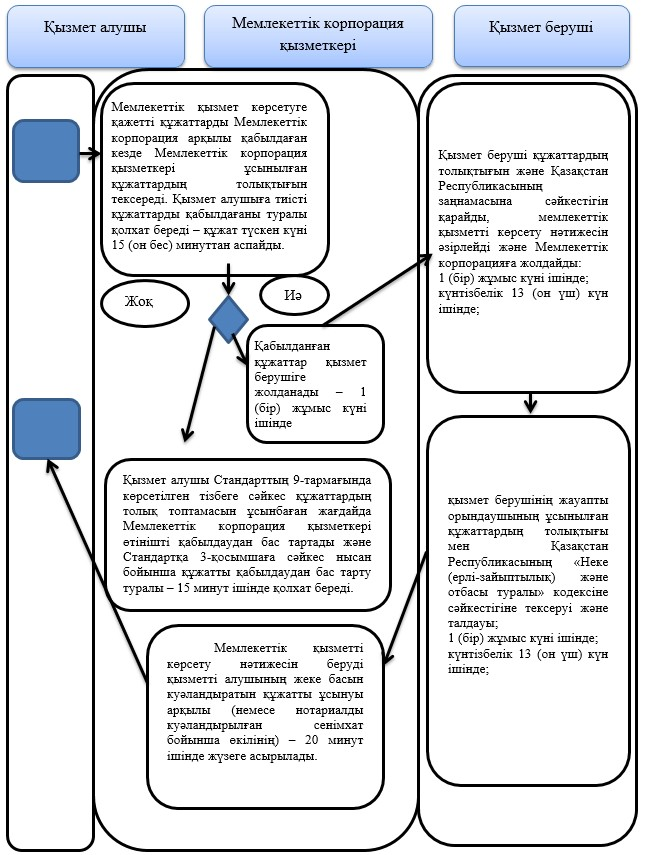 Қызмет алушы
Мемлекеттік корпорация
қызметкері
Қызмет беруші
Мемлекеттік қызмет көрсетуге
қажетті құжаттарды Мемлекеттік
корпорация арқылы қабылдаған
кезде Мемлекеттік корпорация
қызметкері ұсынылған
құжаттардың толықтығын
тексереді. Қызмет алушыға тиісті
құжаттарды қабылдағаны туралы
қолхат береді – құжат түскен күні
15 (он бес) минуттан аспайды.
Жоқ
Иә
Қабылданған
құжаттар қызмет
берушіге
жолданады – 1
(бір) жұмыс күні
ішінде
Қызмет беруші құжаттардың
толықтығын және Қазақстан
Республикасының
заңнамасына сәйкестігін
қарайды, мемлекеттік
қызметті көрсету нәтижесін
әзірлейді және Мемлекеттік
корпорацияға жолдайды:
1 (бір) жұмыс күні ішінде;
күнтізбелік 13 (он үш) күн
ішінде;
Қызмет алушы Стандарттың 9-тармағында
көрсетілген тізбеге сәйкес құжаттардың
толық топтамасын ұсынбаған жағдайда
Мемлекеттік корпорация қызметкері
өтінішті қабылдаудан бас тартады және
Стандартқа 3-қосымшаға сәйкес нысан
бойынша құжатты қабылдаудан бас тарту
туралы – 15 минут ішінде қолхат береді.
қызмет берушінің жауапты
орындаушының ұсынылған
құжаттардың толықтығы
мен Қазақстан
Республикасының «Неке
(ерлі-зайыптылық) және
отбасы туралы» кодексіне
сәйкестігіне тексеруі және
талдауы;
1 (бір) жұмыс күні ішінде;
күнтізбелік 13 (он үш) күн
ішінде;
Мемлекеттік қызметті
көрсету нәтижесін беруді
қызметті алушының жеке басын
куәландыратын құжатты ұсынуы
арқылы (немесе нотариалды
куәландырылған сенімхат
бойынша өкілінің) – 20 минут
ішінде жүзеге асырылады.